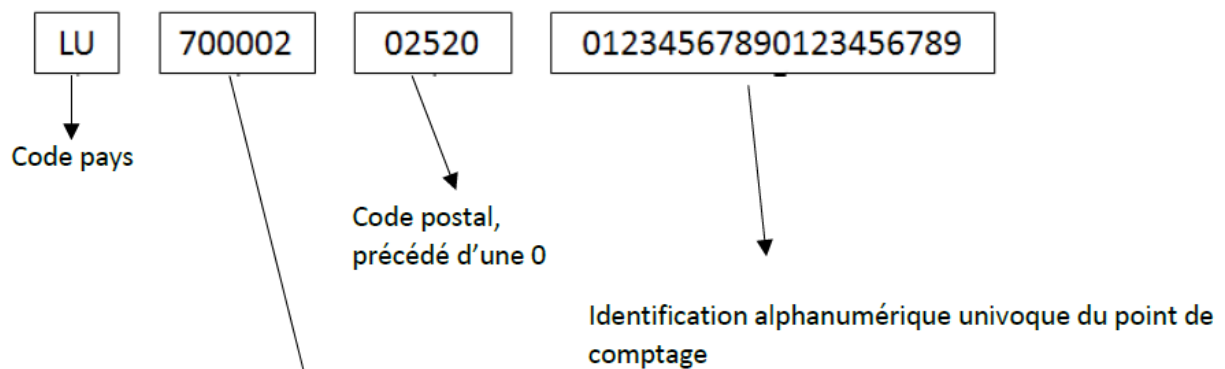 LU 700002 02520 01234567890123456789
Code pays
Code postal,
précédé d'une 0
Identification alphanumérique univoque du point de
comptage